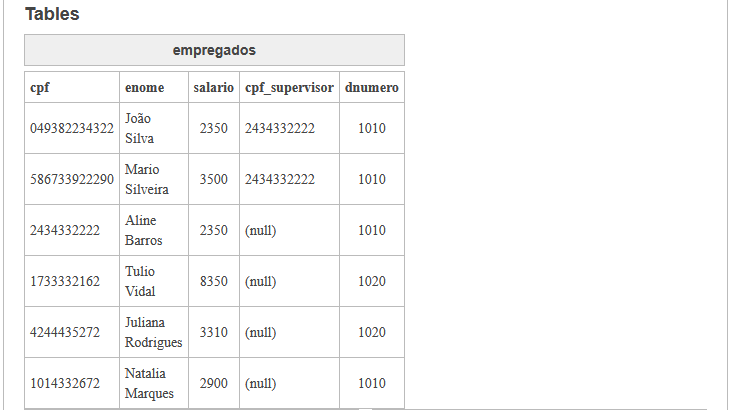 Tables
empregados
cpf enome salario cpf_supervisor dnumero
049382234322 João Silva 2350 2434332222 1010
586733922290 Mario Silveira 3500 2434332222 1010
2434332222 Aline Barros 2350 (null) 1010
1733332162 Tulio Vidal 8350 (null) 1020
4244435272 Juliana Rodrigues 3310 (null) 1020
1014332672 Natalia Marques 2900 (null) 1010